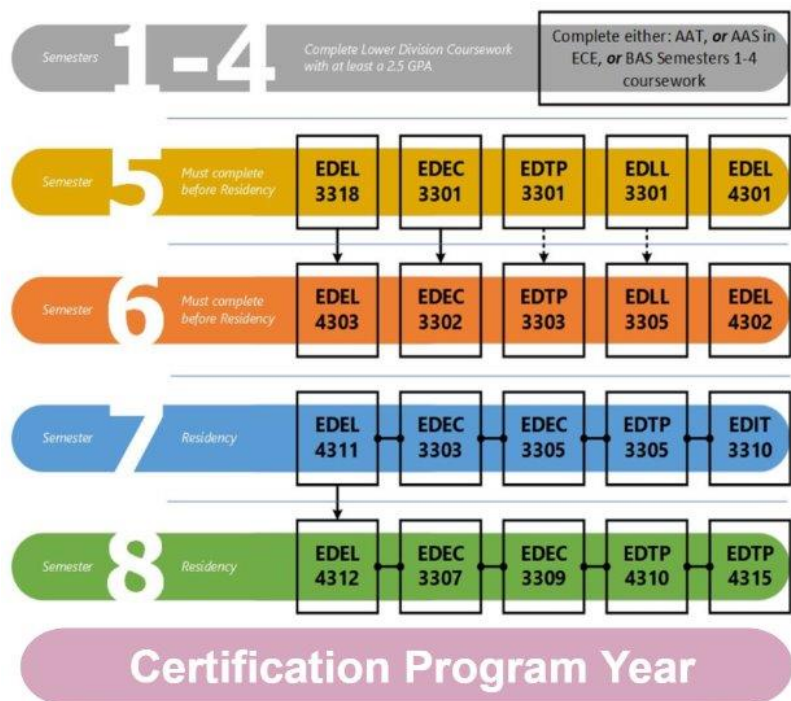 Semesters
1-4
Complete Lower Division Coursework
with at least a 2.5 GPA
Complete either: AAT, or AAS in
ECE, or BAS Semesters 1-4
coursework
Semester
5
Must complete
before Residency
EDEL
3318
EDEC
3301
EDTP
3301
EDLL
3301
EDEL
4301
Semester
6
Must complete
before Residency
EDEL
4303
EDEC
3302
EDTP
3303
EDLL
3305
EDEL
4302
Semester
7
Residency
EDEL
4311
EDEC
3303
EDEC
3305
EDTP
3305
EDIT
3310
Semester
8
Residency
EDEL
4312
EDEC
3307
EDEC
3309
EDTP
4310
EDTP
4315
Certification Program Year